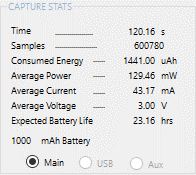 CAPTURE STATS
Time 120.16 s
Samples 600780
Consumed Energy 1441.00 uAh
Average Power 129.46 mW
Average Current 43.17 mA
Average Voltage 3.00 V
Expected Battery Life 23.16 hrs
1000 mAh Battery
Main USB Aux